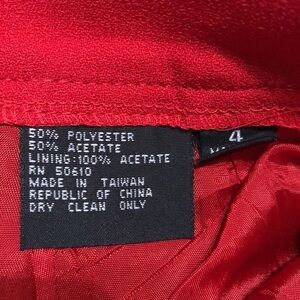 50% POLYESTER
50% ACETATE
LINING:100% ACETATE
RN 50610
MADE IN TAIWAN
REPUBLIC OF CHINA
DRY CLEAN ONLY
4